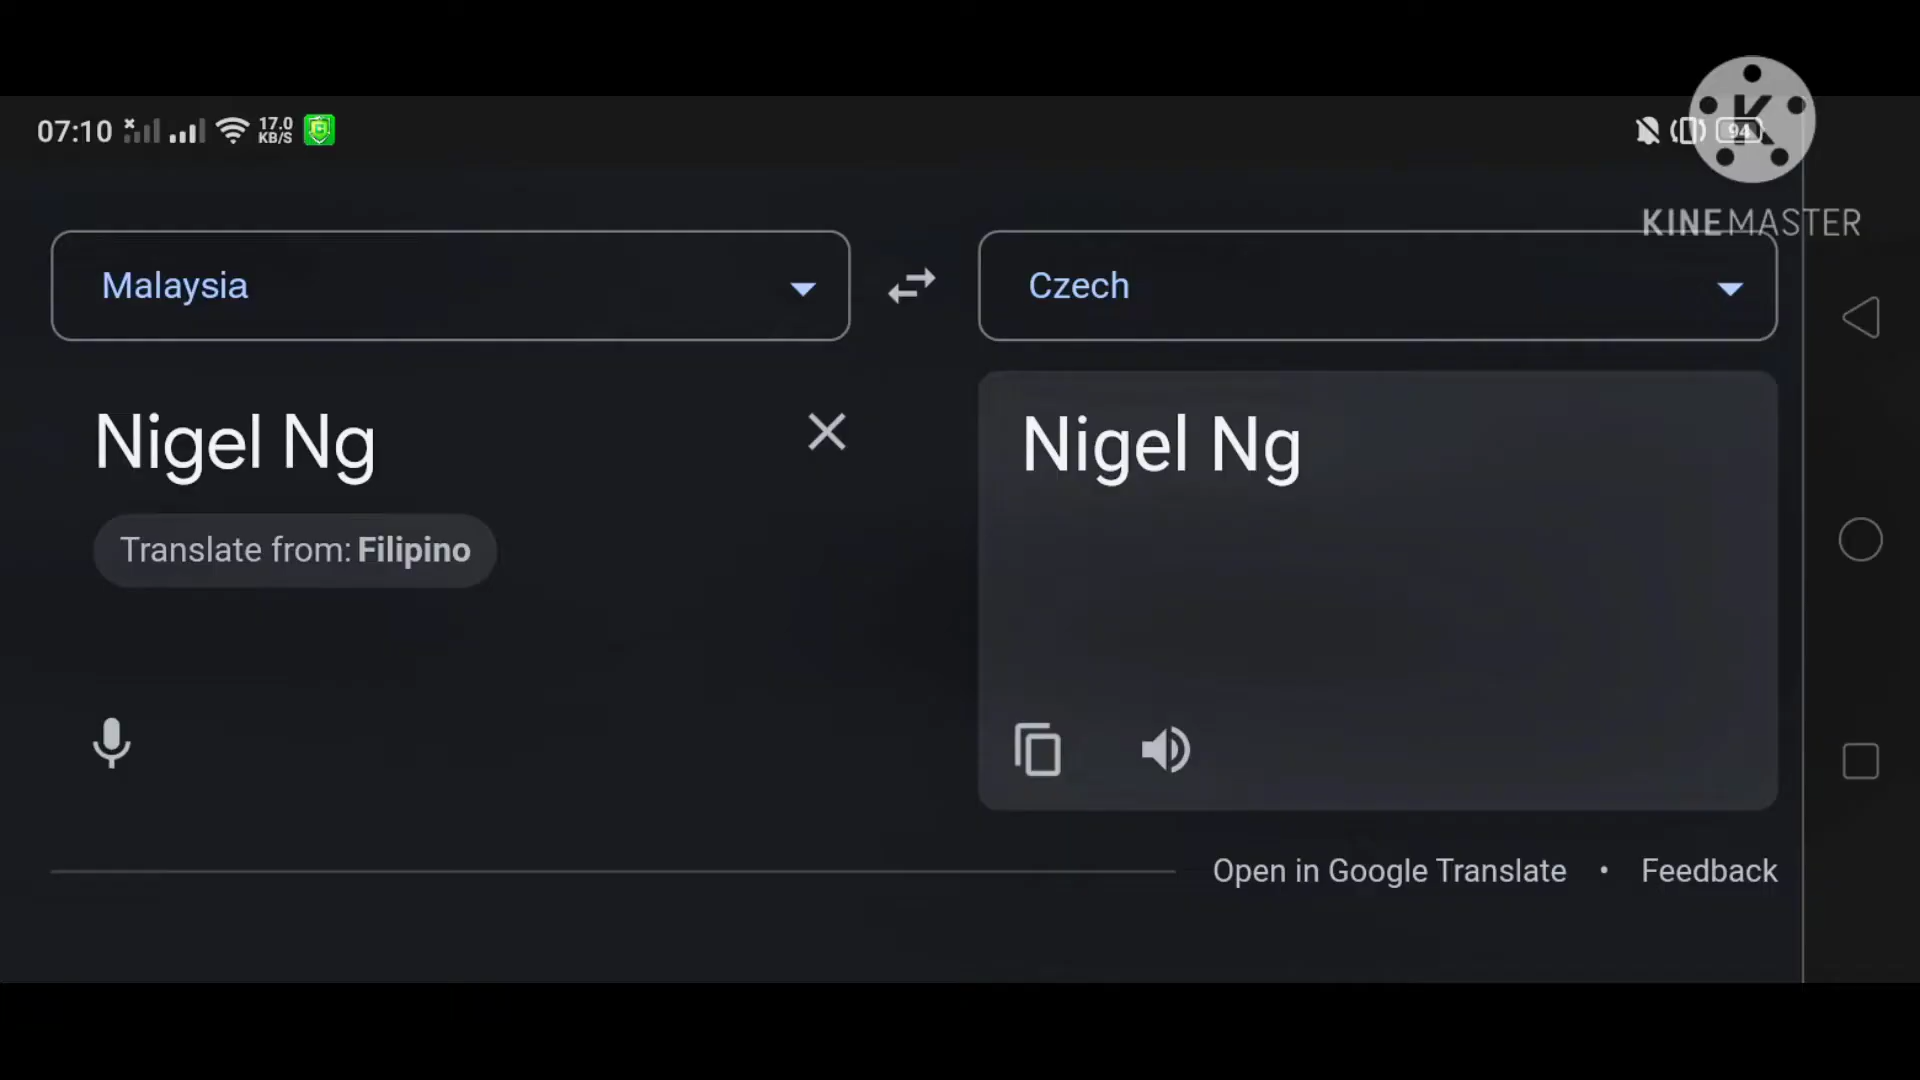 07:10
17.0
KB/S
94
K
KINEMASTER
Malaysia
Czech
Nigel Ng
Nigel Ng
Translate from: Filipino
Open in Google Translate • Feedback